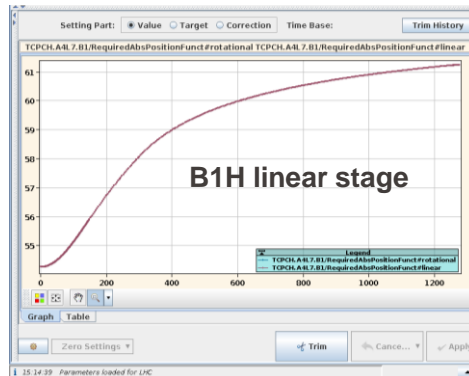 Setting Part: Value Target Correction Time Base: Trim History
TCPCH.A4L7.B1/RequiredAbsPositionFunct#rotational TCPCH.A4L7.B1/RequiredAbsPositionFunct#linear
61
60
59
58
57
56
55
B1H linear stage
Legend
TCPCH.A4L7.B1/RequiredAbsPositionFunct#rotational
TCPCH.A4L7.B1/RequiredAbsPositionFunct#linear
0 200 400 600 800 1000 1200
Graph Table
Zero Settings Trim Cance... Apply
15:14:39 Parameters loaded for LHC